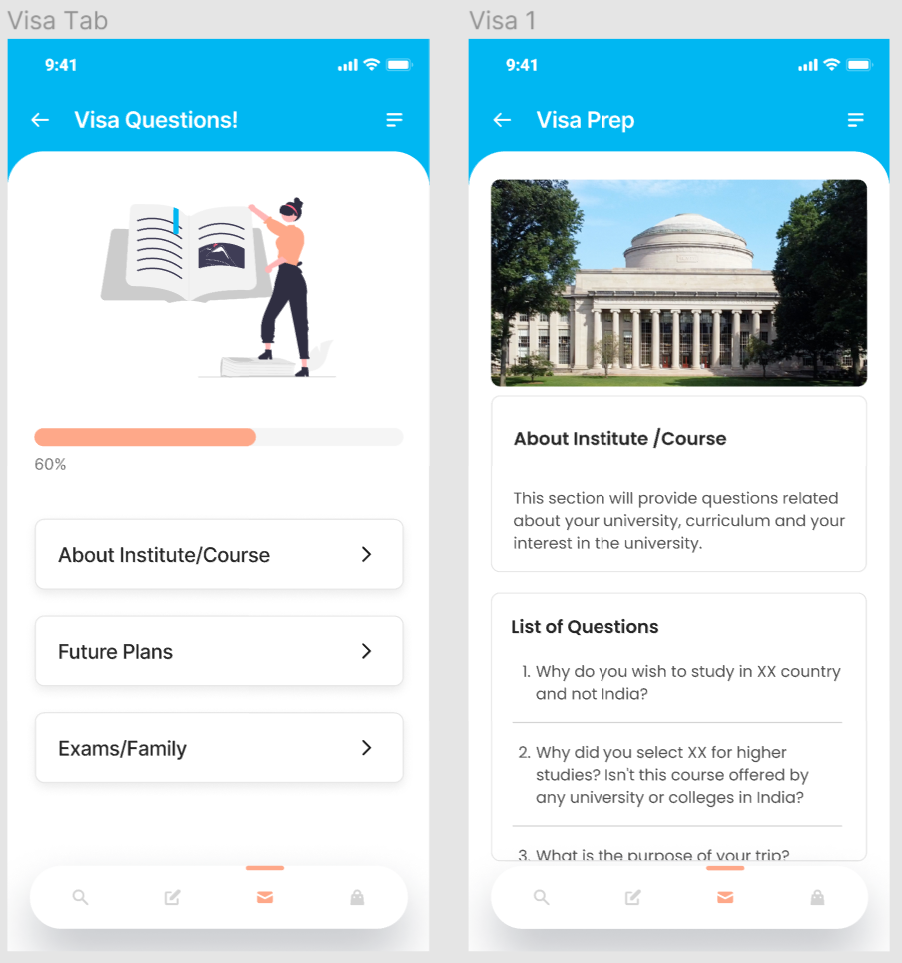 Visa Tab
9:41
Visa Questions!
60%
About Institute/Course
Future Plans
Exams/Family
Visa 1
9:41
Visa Prep
About Institute /Course
This section will provide questions related
about your university, curriculum and your
interest in the university.
List of Questions
1. Why do you wish to study in XX country
and not India?
2. Why did you select XX for higher
studies? Isn't this course offered by
any university or colleges in India?
3. What is the purpose of your trip?